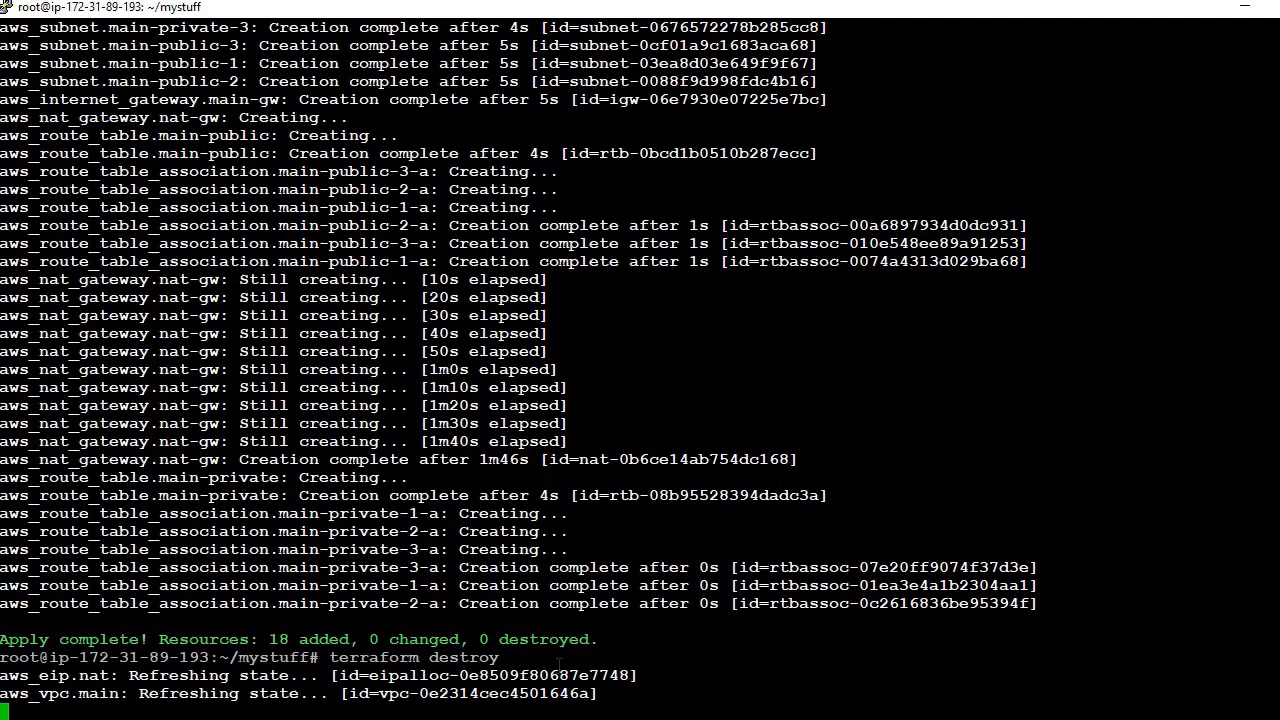 root@ip-172-31-89-193: ~/mystuff
aws_subnet.main-private-3: Creation complete after 4s [id=subnet-0676572278b285cc8]
aws_subnet.main-public-3: Creation complete after 5s [id=subnet-0cf01a9c1683aca68]
aws_subnet.main-public-1: Creation complete after 5s [id=subnet-03ea8d03e649f9f67]
aws_subnet.main-public-2: Creation complete after 5s [id=subnet-0088f9d998fdc4b16]
aws_internet_gateway.main-gw: Creation complete after 5s [id=igw-06e7930e07225e7bc]
aws_nat_gateway.nat-gw: Creating...
aws_route_table.main-public: Creating...
aws_route_table.main-public: Creation complete after 4s [id=rtb-0bcd1b0510b287ecc]
aws_route_table_association.main-public-3-a: Creating...
aws_route_table_association.main-public-2-a: Creating...
aws_route_table_association.main-public-1-a: Creating...
aws_route_table_association.main-public-2-a: Creation complete after 1s [id=rtbassoc-00a6897934d0dc931]
aws_route_table_association.main-public-3-a: Creation complete after 1s [id=rtbassoc-010e548ee89a91253]
aws_route_table_association.main-public-1-a: Creation complete after 1s [id=rtbassoc-0074a4313d029ba68]
aws_nat_gateway.nat-gw: Still creating... [10s elapsed]
aws_nat_gateway.nat-gw: Still creating... [20s elapsed]
aws_nat_gateway.nat-gw: Still creating... [30s elapsed]
aws_nat_gateway.nat-gw: Still creating... [40s elapsed]
aws_nat_gateway.nat-gw: Still creating... [50s elapsed]
aws_nat_gateway.nat-gw: Still creating... [1m0s elapsed]
aws_nat_gateway.nat-gw: Still creating... [1m10s elapsed]
aws_nat_gateway.nat-gw: Still creating... [1m20s elapsed]
aws_nat_gateway.nat-gw: Still creating... [1m30s elapsed]
aws_nat_gateway.nat-gw: Still creating... [1m40s elapsed]
aws_nat_gateway.nat-gw: Creation complete after 1m46s [id=nat-0b6ce14ab754dc168]
aws_route_table.main-private: Creating...
aws_route_table.main-private: Creation complete after 4s [id=rtb-08b95528394dadc3a]
aws_route_table_association.main-private-1-a: Creating...
aws_route_table_association.main-private-2-a: Creating...
aws_route_table_association.main-private-3-a: Creating...
aws_route_table_association.main-private-3-a: Creation complete after 0s [id=rtbassoc-07e20ff9074f37d3e]
aws_route_table_association.main-private-1-a: Creation complete after 0s [id=rtbassoc-01ea3e4a1b2304aa1]
aws_route_table_association.main-private-2-a: Creation complete after 0s [id=rtbassoc-0c2616836be95394f]
Apply complete! Resources: 18 added, 0 changed, 0 destroyed.
root@ip-172-31-89-193:~/mystuff# terraform destroy
aws_eip.nat: Refreshing state... [id=eipalloc-0e8509f80687e7748]
aws_vpc.main: Refreshing state... [id=vpc-0e2314cec4501646a]